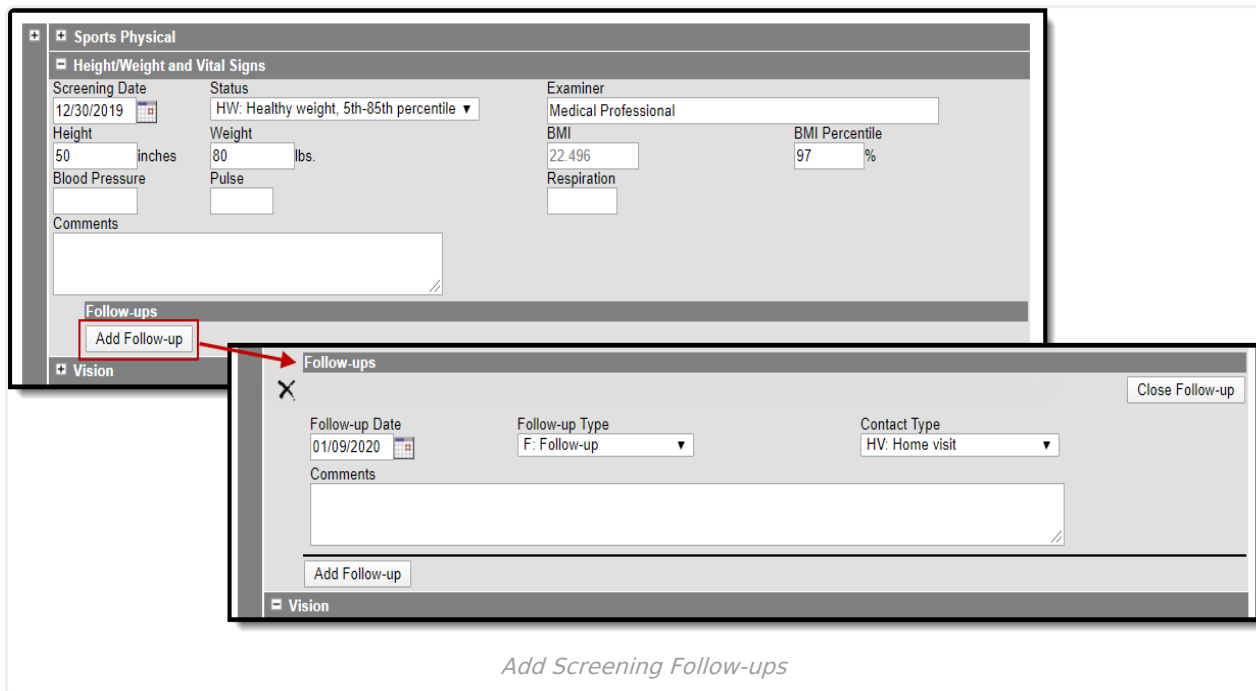 Sports Physical
Height/Weight and Vital Signs
Screening Date Status Examiner
12/30/2019 HW: Healthy weight, 5th-85th percentile Medical Professional
Height Weight BMI BMI Percentile
50 inches 80 lbs. 22.496 97 %
Blood Pressure Pulse Respiration
Comments
Follow-ups
Add Follow-up
Vision
Follow-ups
Close Follow-up
Follow-up Date Follow-up Type Contact Type
01/09/2020 F: Follow-up HV: Home visit
Comments
Add Follow-up
Vision
Add Screening Follow-ups